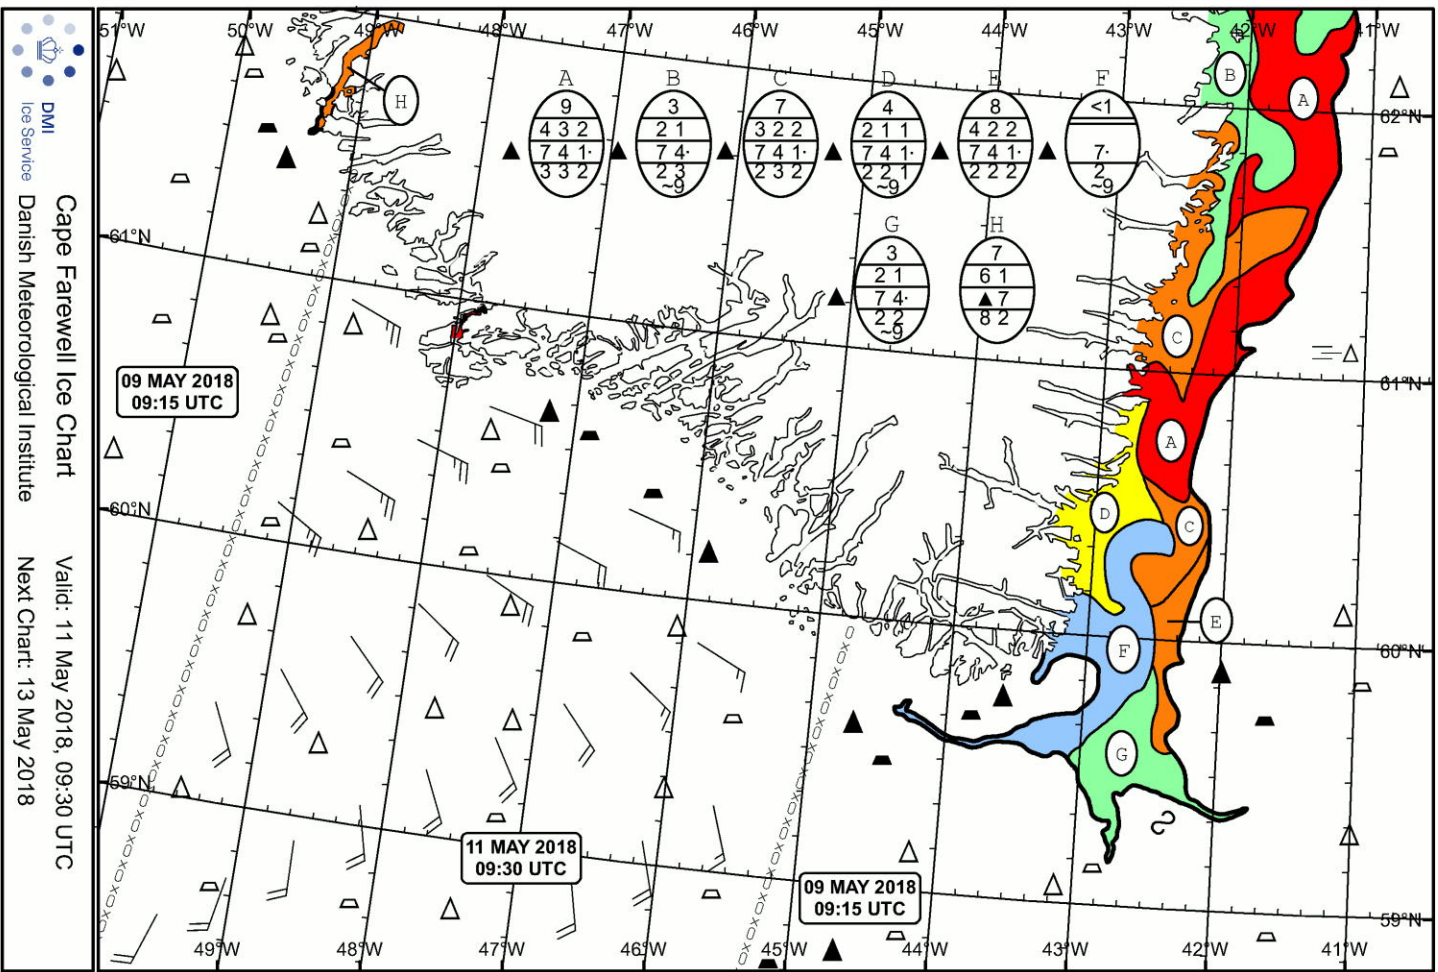 DMI
Ice Service
Cape Farewell Ice Chart
Danish Meteorological Institute
Valid: 11 May 2018, 09:30 UTC
Next Chart: 13 May 2018
51°W 50°W 49°W 48°W 47°W 46°W 45°W 44°W 43°W 42°W 41°W
A B C D E F
9 3 7 4 8 <1
4 3 2 2 1 3 2 2 2 1 1 4 2 2
7 4 1· 7 4· 7 4 1· 7 4 1· 7 4 1· 7·
3 3 2 2 3 2 3 2 2 2 1 2 2 2 2
~9 ~9 ~9
G H
3 7
2 1 6 1
7 4· ▲ 7
2 2 8 2
~9
H
B
A
62°N
61°N
C
61°N
09 MAY 2018
09:15 UTC
A
60°N
D
C
E
60°N
F
G
59°N
11 MAY 2018
09:30 UTC
09 MAY 2018
09:15 UTC
59°N
49°W 48°W 47°W 46°W 45°W 44°W 43°W 42°W 41°W